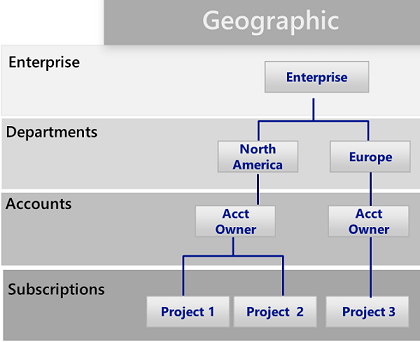 Geographic
Enterprise
Enterprise
Departments
North
America
Europe
Accounts
Acct
Owner
Acct
Owner
Subscriptions
Project 1
Project 2
Project 3